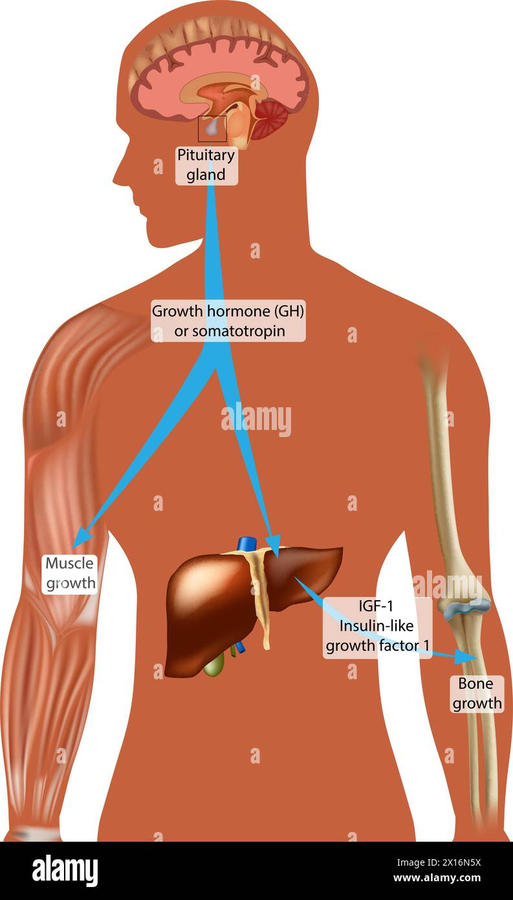 Pituitary
gland
Growth hormone (GH)
or somatotropin
alamy
Muscle
growth
IGF-1
Insulin-like
growth factor 1
Bone
growth
alamy
Image ID: 2X16N5X
www.alamy.com